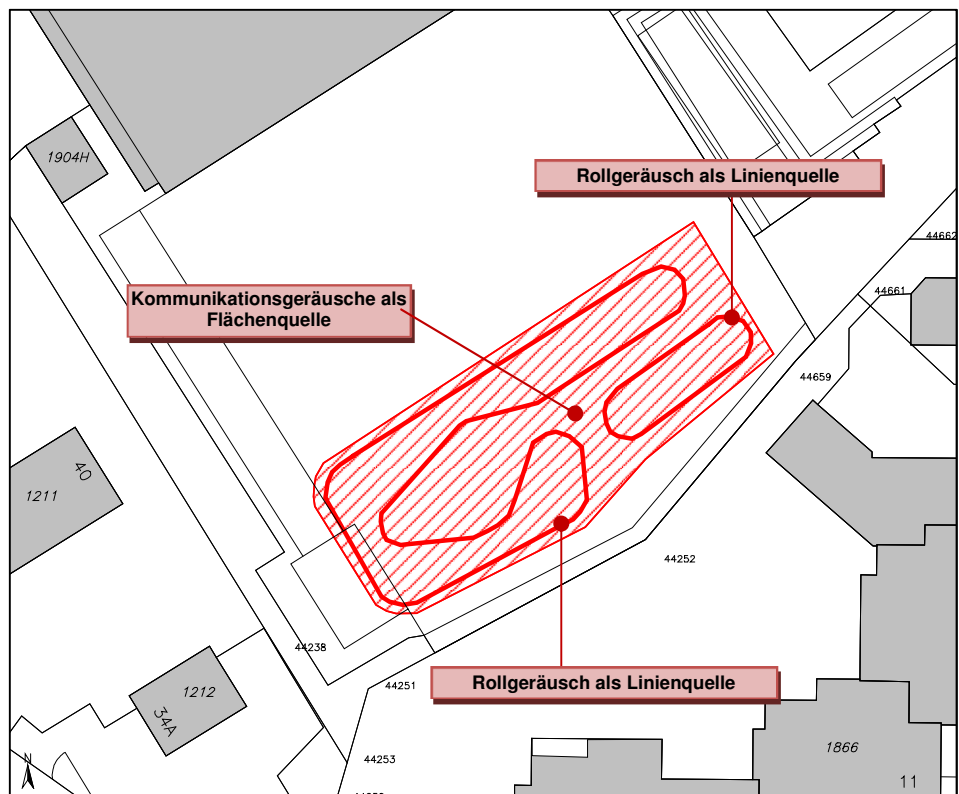 1904H
Rollgeräusch als Linienquelle
44662
44661
Kommunikationsgeräusche als
Flächenquelle
44659
40
1211
44252
44238
Rollgeräusch als Linienquelle
44251
1212
34A
1866
N
44253
11